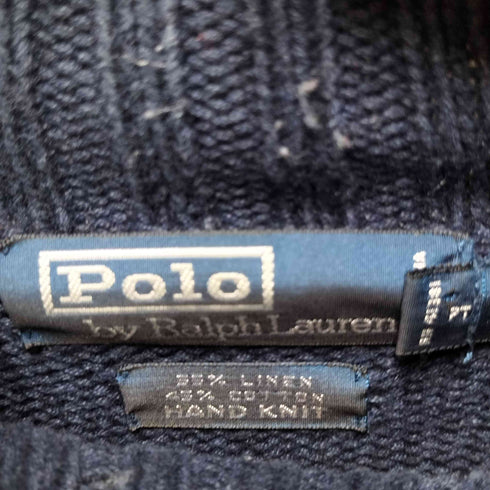 Polo
by Ralph Lauren
55% LINEN
45% COTTON
HAND KNIT